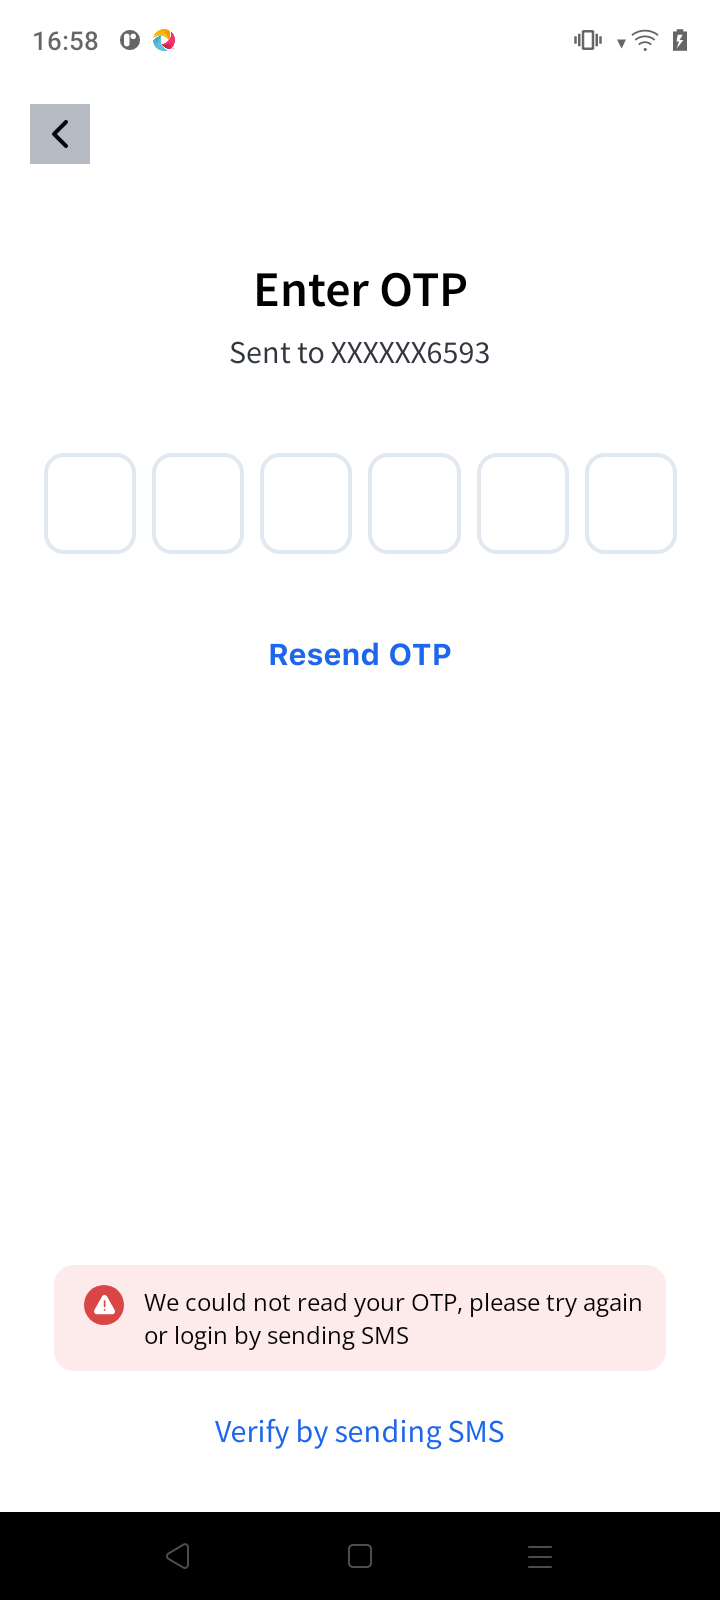 16:58
Enter OTP
Sent to XXXXXX6593
Resend OTP
We could not read your OTP, please try again
or login by sending SMS
Verify by sending SMS